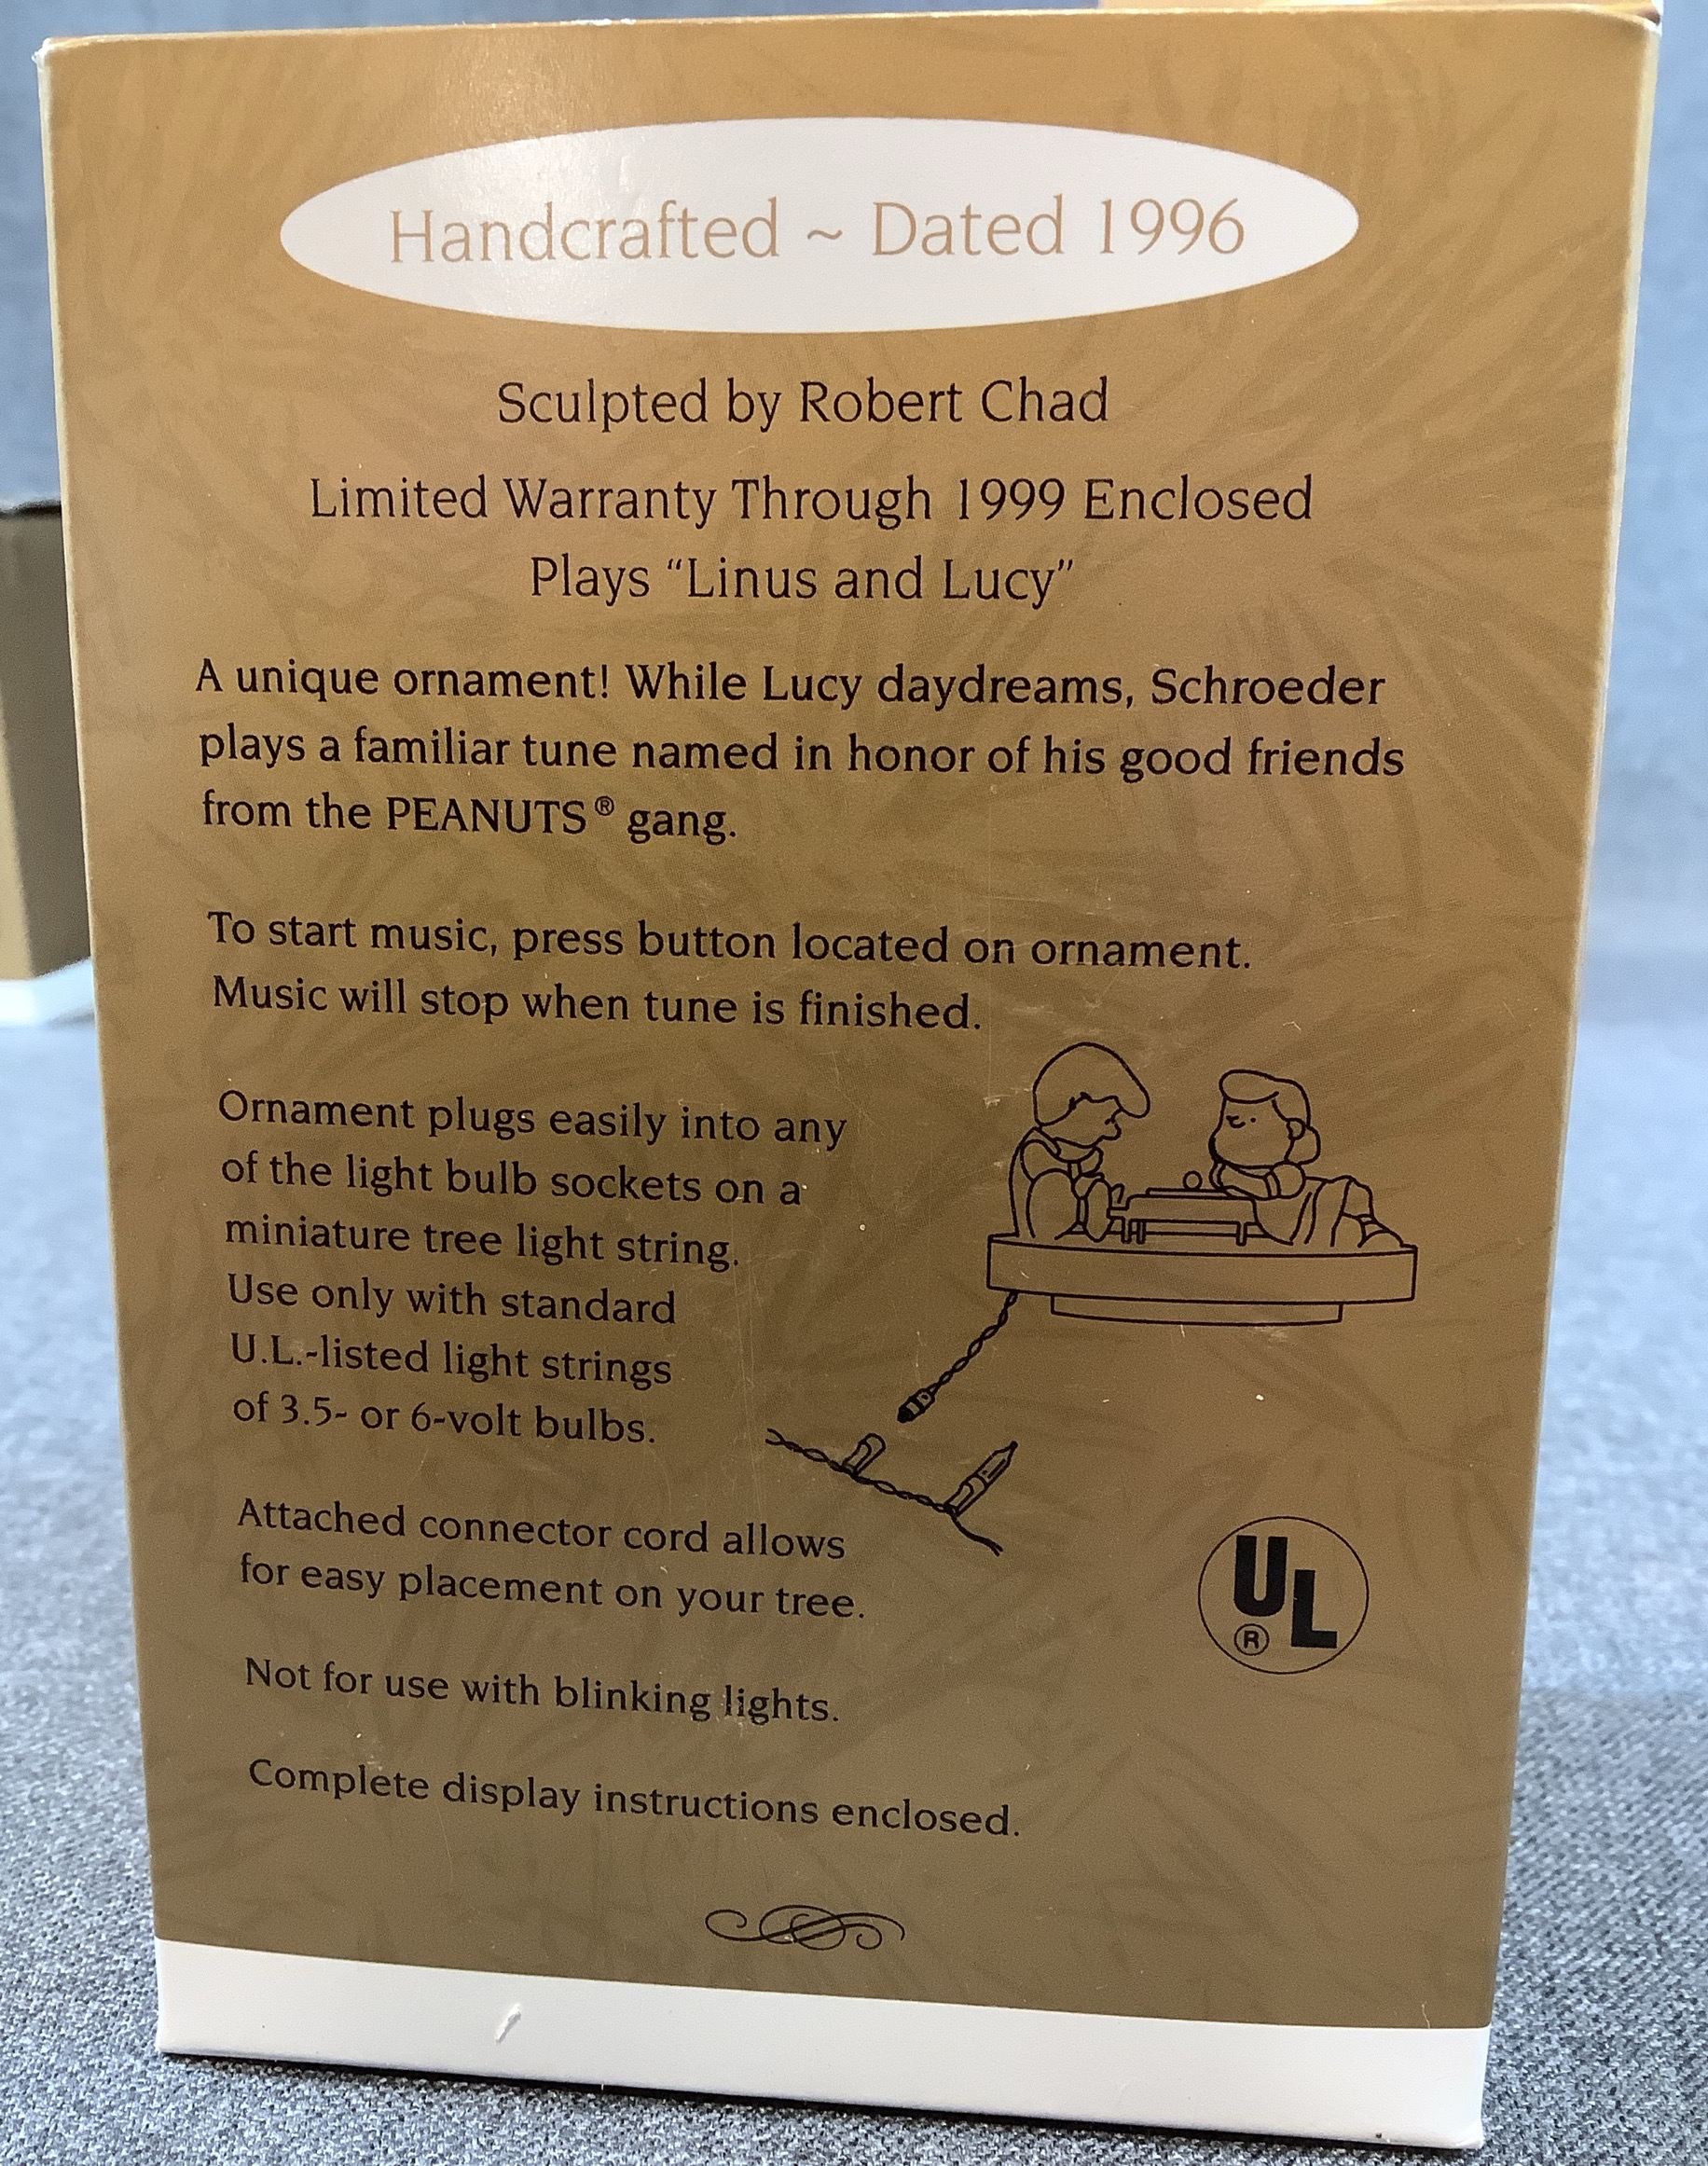 Handcrafted ~ Dated 1996
Sculpted by Robert Chad
Limited Warranty Through 1999 Enclosed
Plays “Linus and Lucy”
A unique ornament! While Lucy daydreams, Schroeder
plays a familiar tune named in honor of his good friends
from the PEANUTS® gang.
To start music, press button located on ornament.
Music will stop when tune is finished.
Ornament plugs easily into any
of the light bulb sockets on a
miniature tree light string.
Use only with standard
U.L.-listed light strings
of 3.5- or 6-volt bulbs.
Attached connector cord allows
for easy placement on your tree.
UL
®
Not for use with blinking lights.
Complete display instructions enclosed.